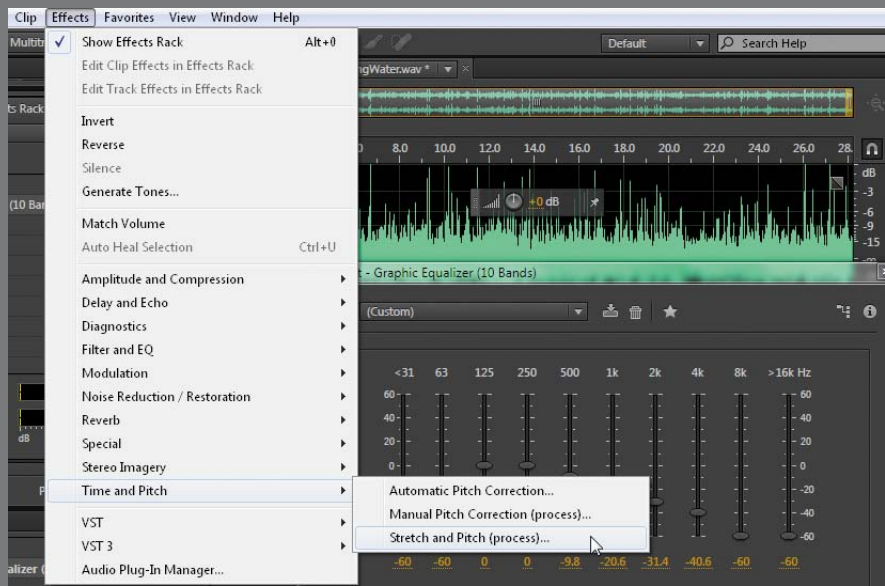 Clip Effects Favorites View Window Help
Default Search Help
Show Effects Rack Alt+0
Edit Clip Effects in Effects Rack
Edit Track Effects in Effects Rack
Invert
Reverse
Silence
Generate Tones...
Match Volume
Auto Heal Selection Ctrl+U
Amplitude and Compression
Delay and Echo
Diagnostics
Filter and EQ
Modulation
Noise Reduction / Restoration
Reverb
Special
Stereo Imagery
Time and Pitch
VST
VST 3
Audio Plug-In Manager...
Automatic Pitch Correction...
Manual Pitch Correction (process)...
Stretch and Pitch (process)...
ngWater.wav *
ts Rack
(10 Bar
dB
8.0 10.0 12.0 14.0 16.0 18.0 20.0 22.0 24.0 26.0 28.
+0 dB
dB
-3
-6
-9
-15
- Graphic Equalizer (10 Bands)
(Custom)
<31 63 125 250 500 1k 2k 4k 8k >16k Hz
60 60
40 40
20 20
0 0
-20
-40
-60
-60 -60 0 0 -9.8 -20.6 -31.4 -40.6 -60 -60